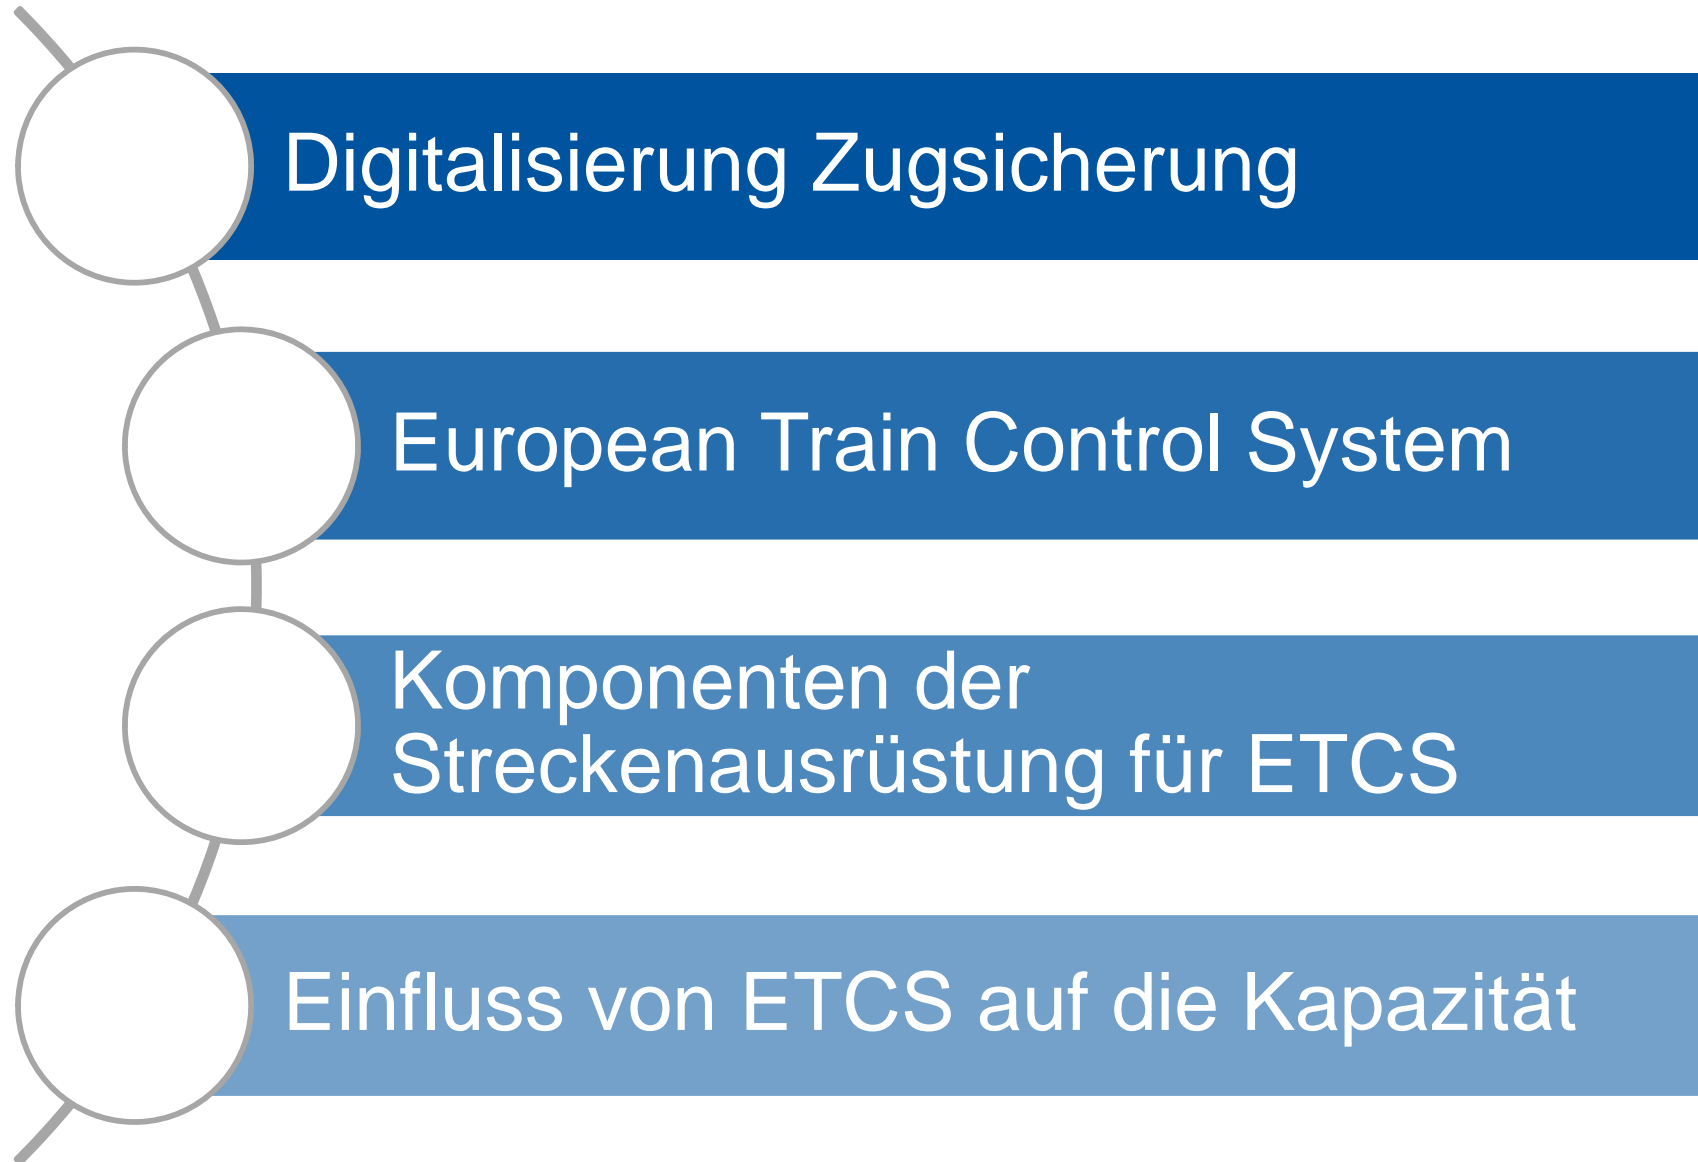 Digitalisierung Zugsicherung
European Train Control System
Komponenten der
Streckenausrüstung für ETCS
Einfluss von ETCS auf die Kapazität